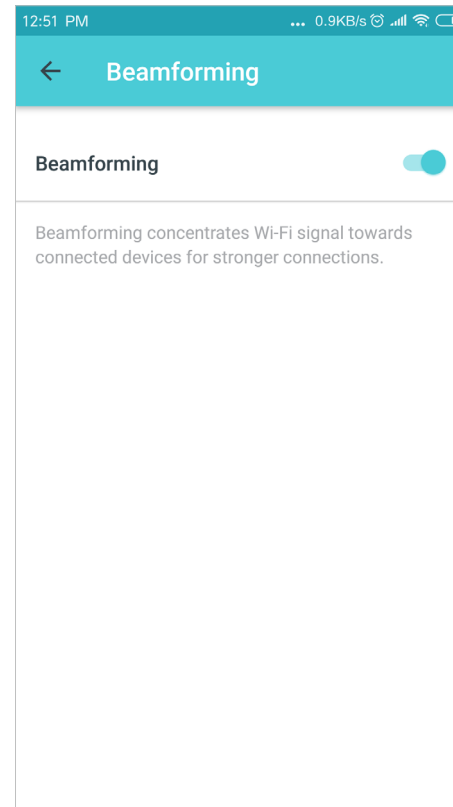 12:51 PM ... 0.9KB/s
Beamforming
Beamforming
Beamforming concentrates Wi-Fi signal towards
connected devices for stronger connections.